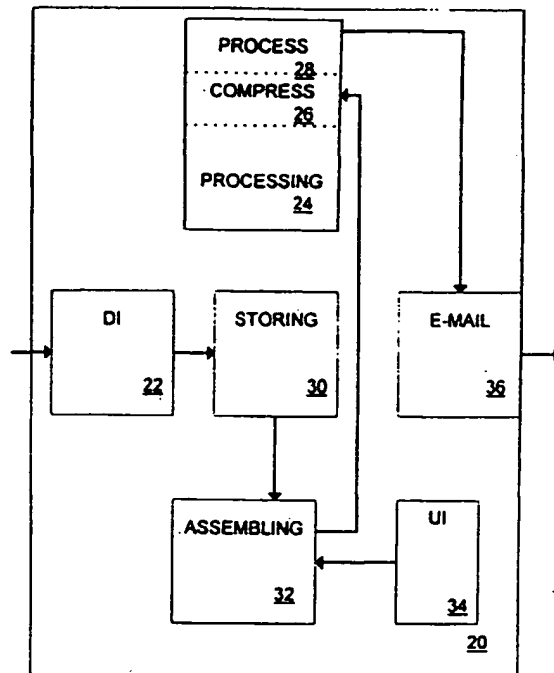 PROCESS
28
COMPRESS
26
PROCESSING
24
DI
22
STORING
30
E-MAIL
36
ASSEMBLING
32
UI
34
20